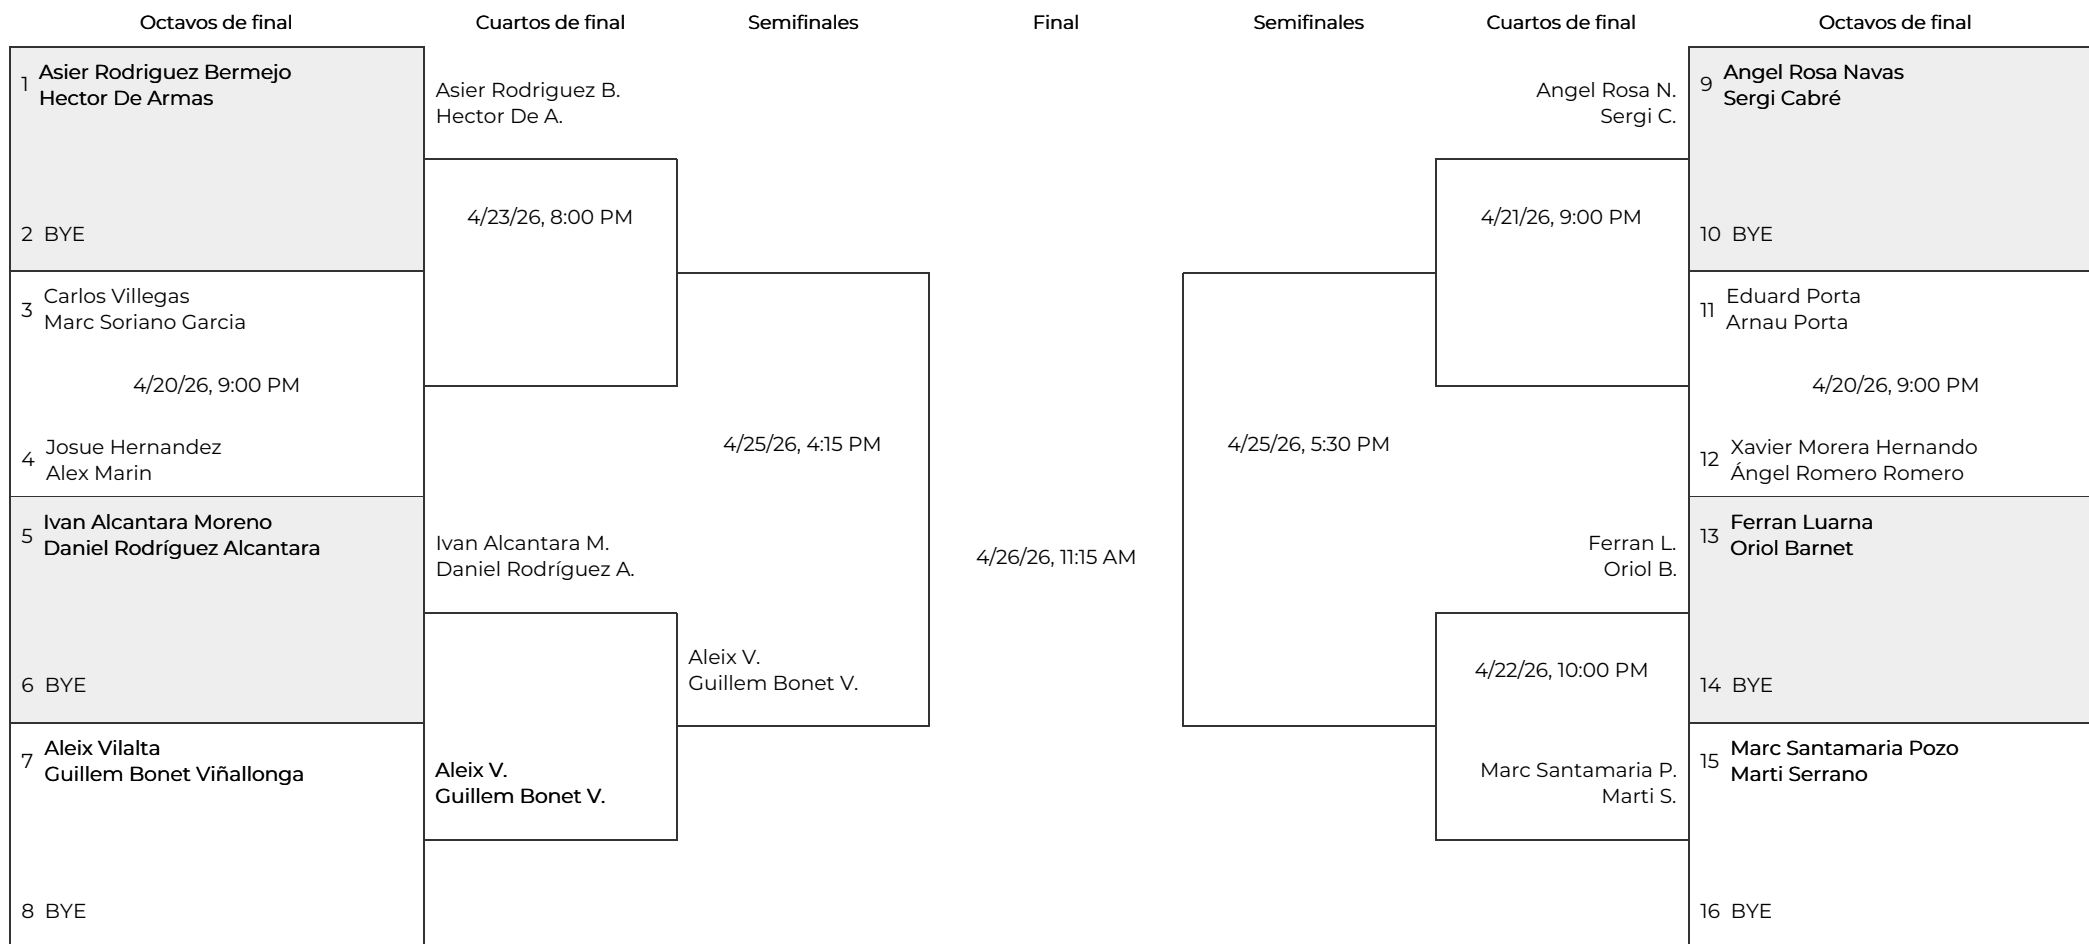 Octavos de final
Cuartos de final
Semifinales
Final
Semifinales
Cuartos de final
Octavos de final
1
Asier Rodriguez Bermejo
Hector De Armas
2 BYE
3
Carlos Villegas
Marc Soriano Garcia
4/20/26, 9:00 PM
4
Josue Hernandez
Alex Marin
5
Ivan Alcantara Moreno
Daniel Rodríguez Alcantara
6 BYE
7
Aleix Vilalta
Guillem Bonet Viñallonga
8 BYE
Asier Rodriguez B.
Hector De A.
4/23/26, 8:00 PM
Ivan Alcantara M.
Daniel Rodríguez A.
Aleix V.
Guillem Bonet V.
4/25/26, 4:15 PM
Aleix V.
Guillem Bonet V.
4/26/26, 11:15 AM
4/25/26, 5:30 PM
Angel Rosa N.
Sergi C.
4/21/26, 9:00 PM
Ferran L.
Oriol B.
4/22/26, 10:00 PM
Marc Santamaria P.
Marti S.
9
Angel Rosa Navas
Sergi Cabré
10 BYE
11
Eduard Porta
Arnau Porta
4/20/26, 9:00 PM
12
Xavier Morera Hernando
Ángel Romero Romero
13
Ferran Luarna
Oriol Barnet
14 BYE
15
Marc Santamaria Pozo
Marti Serrano
16 BYE